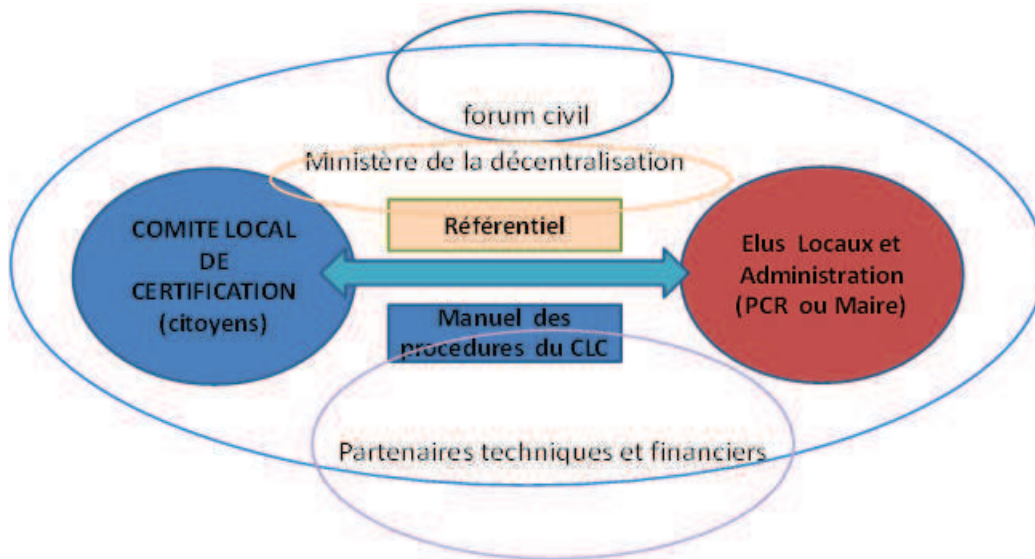 forum civil
Ministère de la décentralisation
COMITE LOCAL
DE
CERTIFICATION
(citoyens)
Référentiel
Manuel des
procedures du CLC
Elus Locaux et
Administration
(PCR ou Maire)
Partenaires techniques et financiers